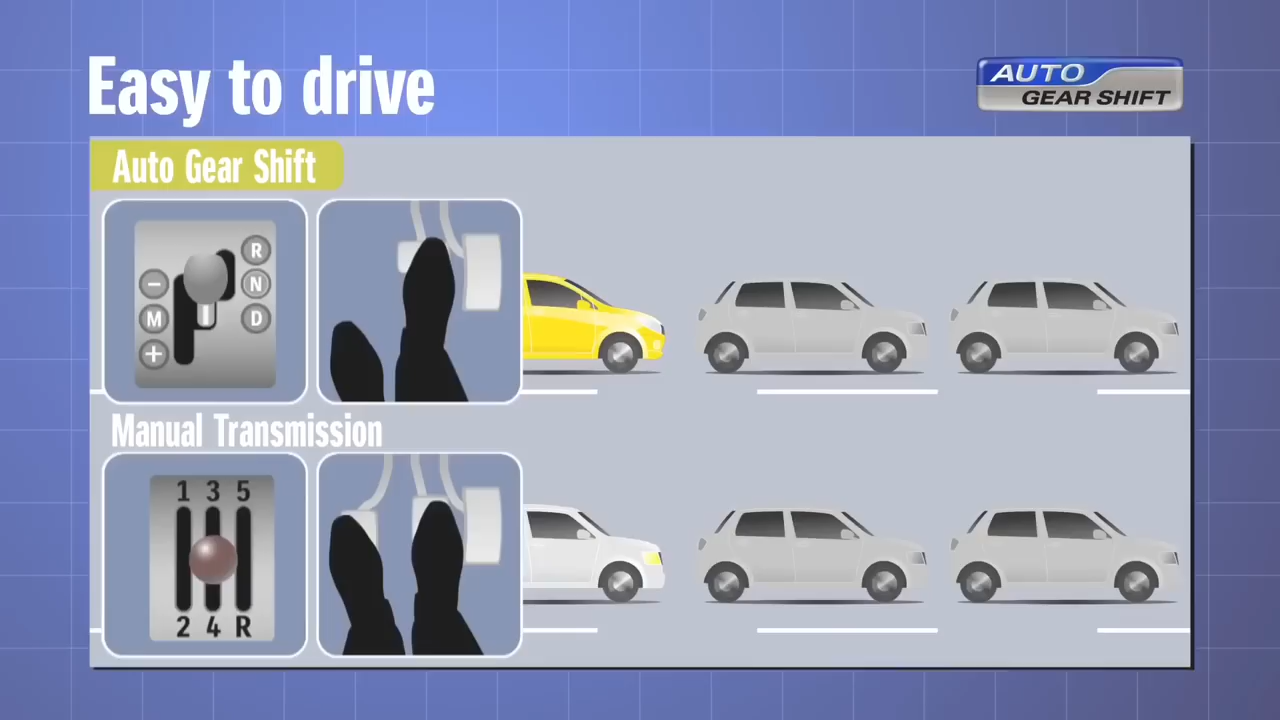 Easy to drive
AUTO
GEAR SHIFT
Auto Gear Shift
R
− N
M D
+
Manual Transmission
1 3 5
2 4 R